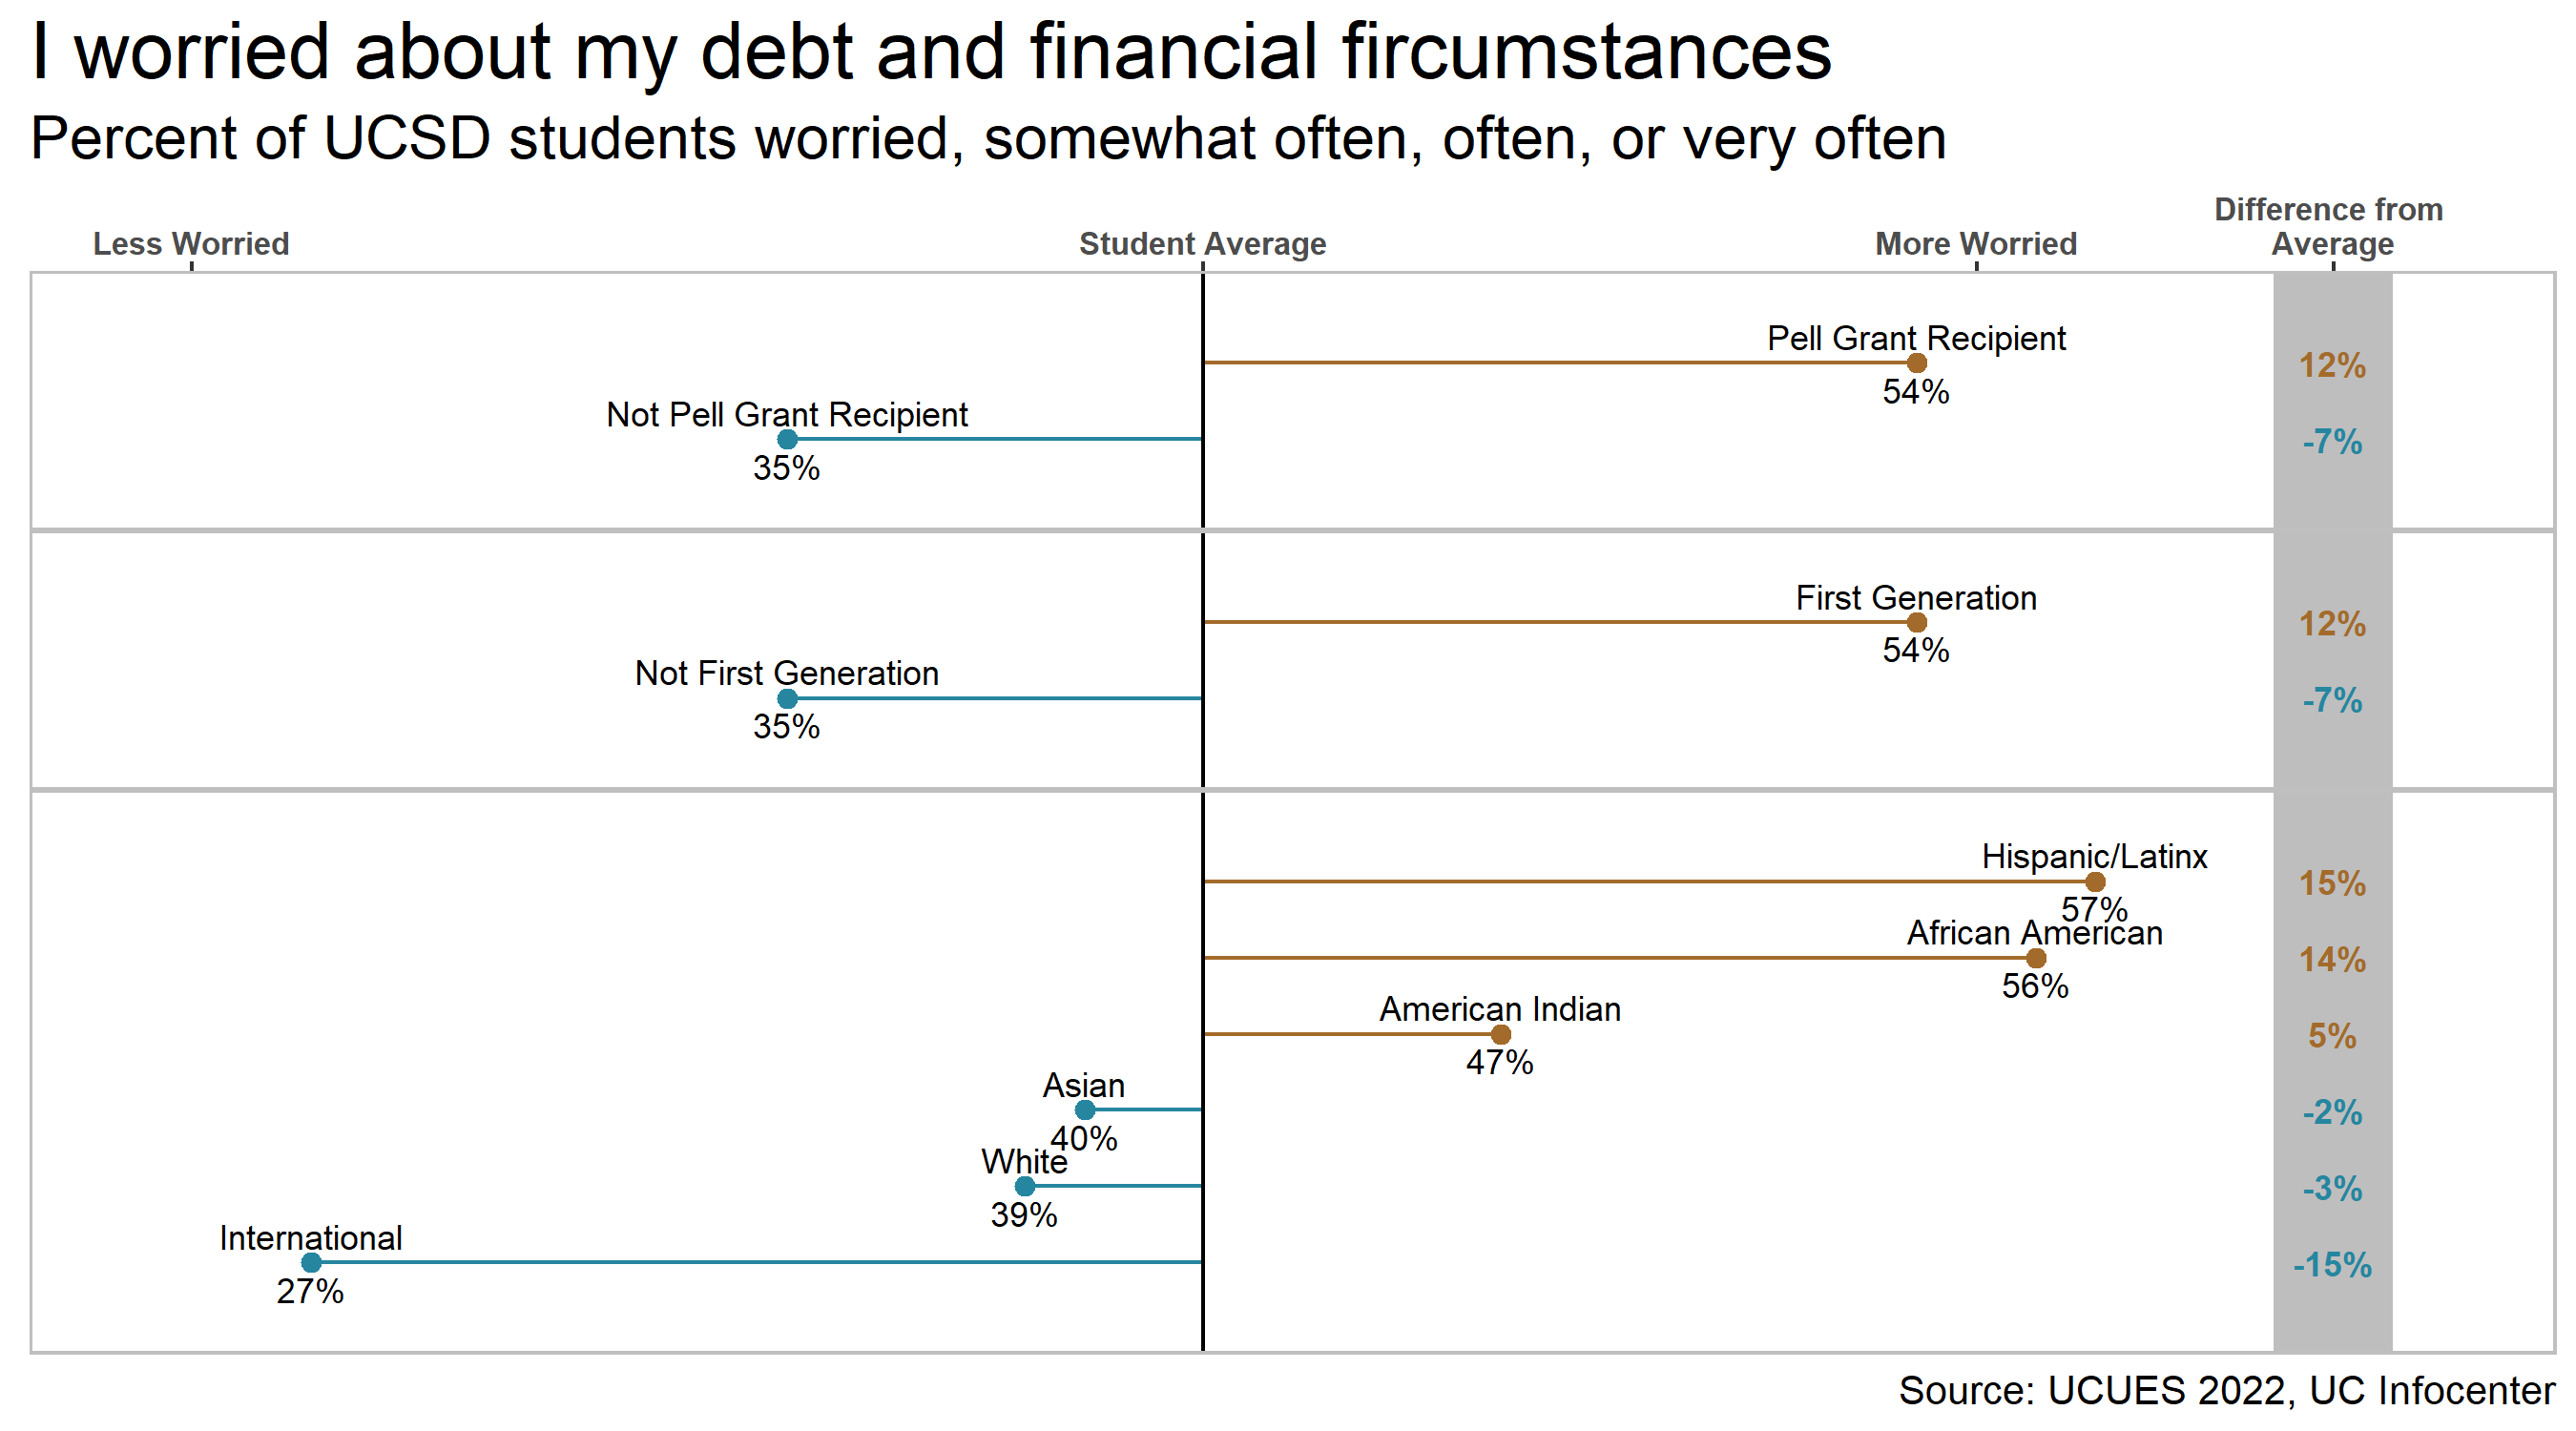 I worried about my debt and financial fircumstances
Percent of UCSD students worried, somewhat often, often, or very often
Less Worried
Student Average
More Worried
Difference from
Average
Pell Grant Recipient
54%
12%
Not Pell Grant Recipient
35%
-7%
First Generation
54%
12%
Not First Generation
35%
-7%
Hispanic/Latinx
57%
15%
African American
56%
14%
American Indian
47%
5%
Asian
40%
-2%
White
39%
-3%
International
27%
-15%
Source: UCUES 2022, UC Infocenter